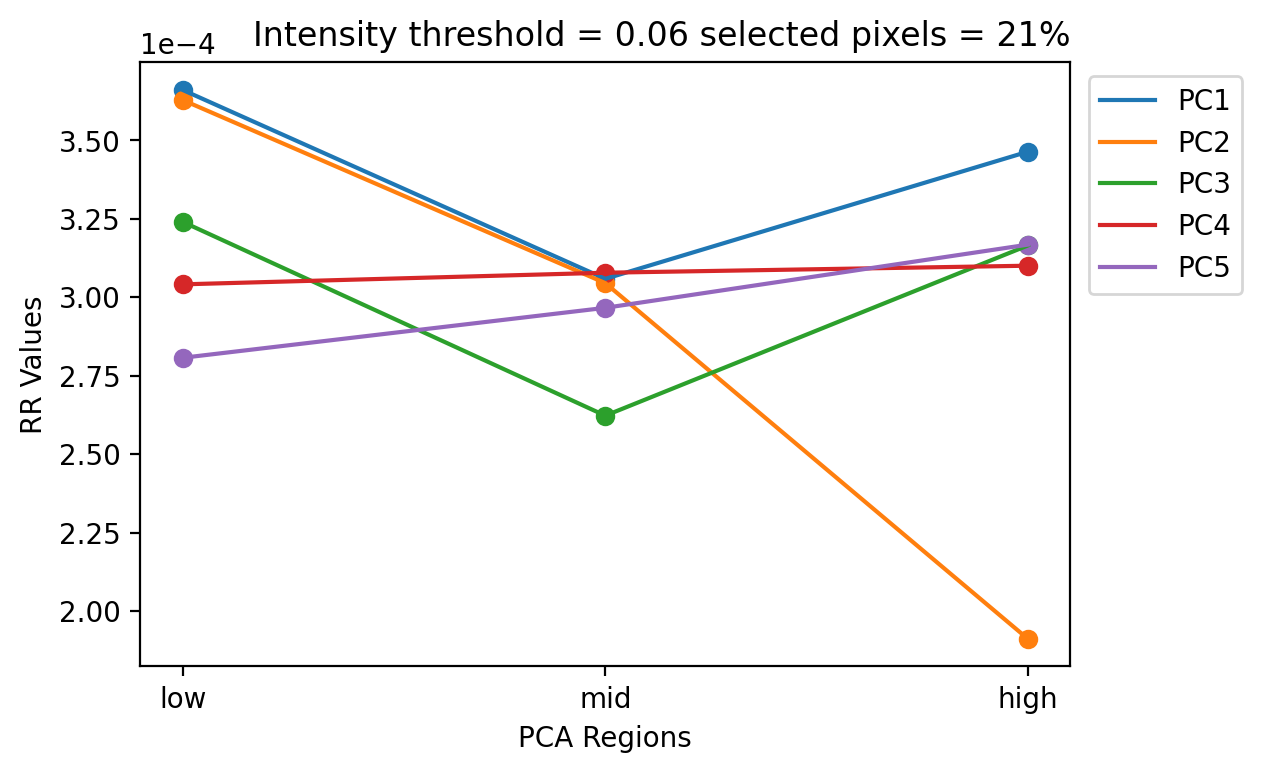 Intensity threshold = 0.06 selected pixels = 21%
1e−4
3.50
3.25
3.00
2.75
2.50
2.25
2.00
RR Values
low
mid
high
PCA Regions
PC1
PC2
PC3
PC4
PC5